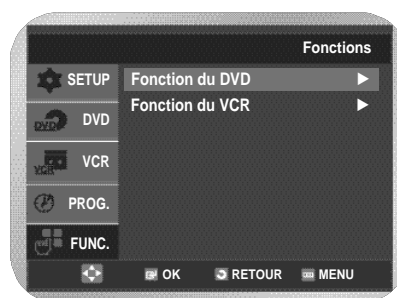 Fonctions
SETUP
DVD
VCR
PROG.
FUNC.
Fonction du DVD
Fonction du VCR
OK
RETOUR
MENU